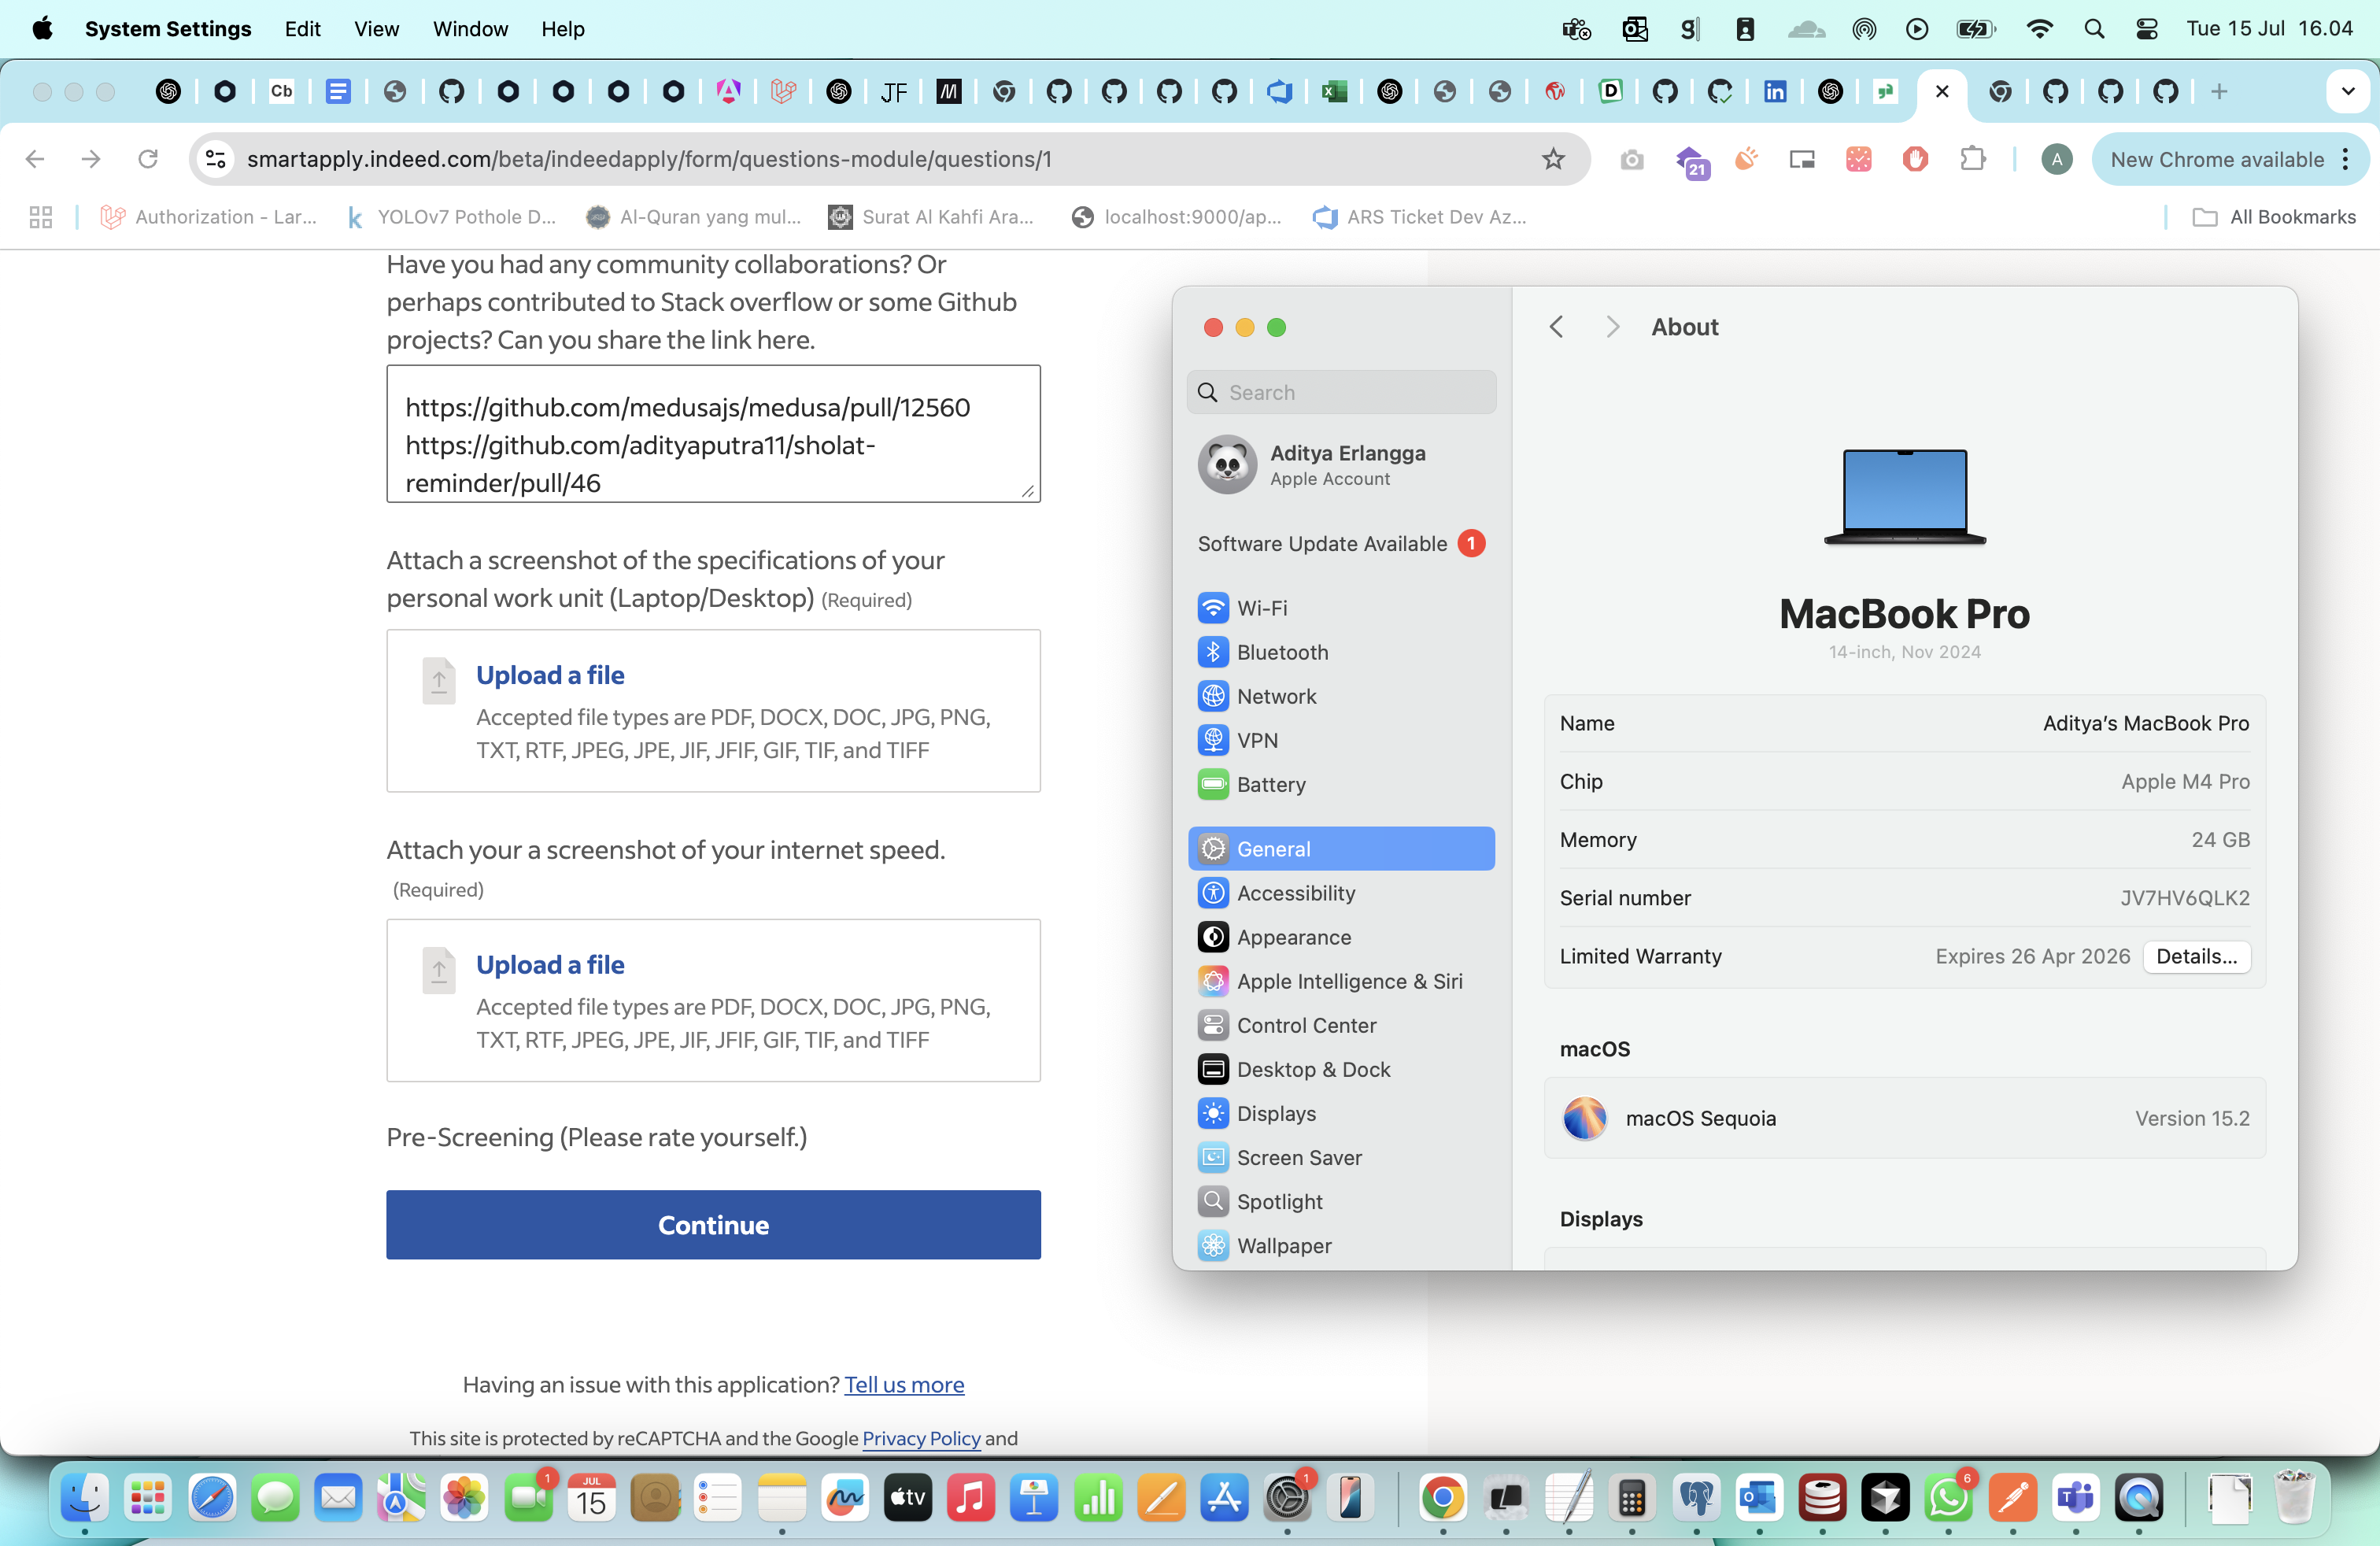 System Settings Edit View Window Help
Tue 15 Jul 16.04
Cb
JF
smartapply.indeed.com/beta/indeedapply/form/questions-module/questions/1
21
A
New Chrome available
Authorization - Lar...
YOLOv7 Pothole D...
Al-Quran yang mul...
Surat Al Kahfi Ara...
localhost:9000/ap...
ARS Ticket Dev Az...
All Bookmarks
Have you had any community collaborations? Or
perhaps contributed to Stack overflow or some Github
projects? Can you share the link here.
https://github.com/medusajs/medusa/pull/12560
https://github.com/adityaputra11/sholat-
reminder/pull/46
Attach a screenshot of the specifications of your
personal work unit (Laptop/Desktop) (Required)
Upload a file
Accepted file types are PDF, DOCX, DOC, JPG, PNG,
TXT, RTF, JPEG, JPE, JIF, JFIF, GIF, TIF, and TIFF
Attach your a screenshot of your internet speed.
(Required)
Upload a file
Accepted file types are PDF, DOCX, DOC, JPG, PNG,
TXT, RTF, JPEG, JPE, JIF, JFIF, GIF, TIF, and TIFF
Pre-Screening (Please rate yourself.)
Continue
Having an issue with this application? Tell us more
This site is protected by reCAPTCHA and the Google Privacy Policy and
Search
Aditya Erlangga
Apple Account
Software Update Available 1
Wi-Fi
Bluetooth
Network
VPN
Battery
General
Accessibility
Appearance
Apple Intelligence & Siri
Control Center
Desktop & Dock
Displays
Screen Saver
Spotlight
Wallpaper
About
MacBook Pro
14-inch, Nov 2024
Name Aditya’s MacBook Pro
Chip Apple M4 Pro
Memory 24 GB
Serial number JV7HV6QLK2
Limited Warranty Expires 26 Apr 2026 Details...
macOS
macOS Sequoia Version 15.2
Displays
1
JUL
15
tv
1
6